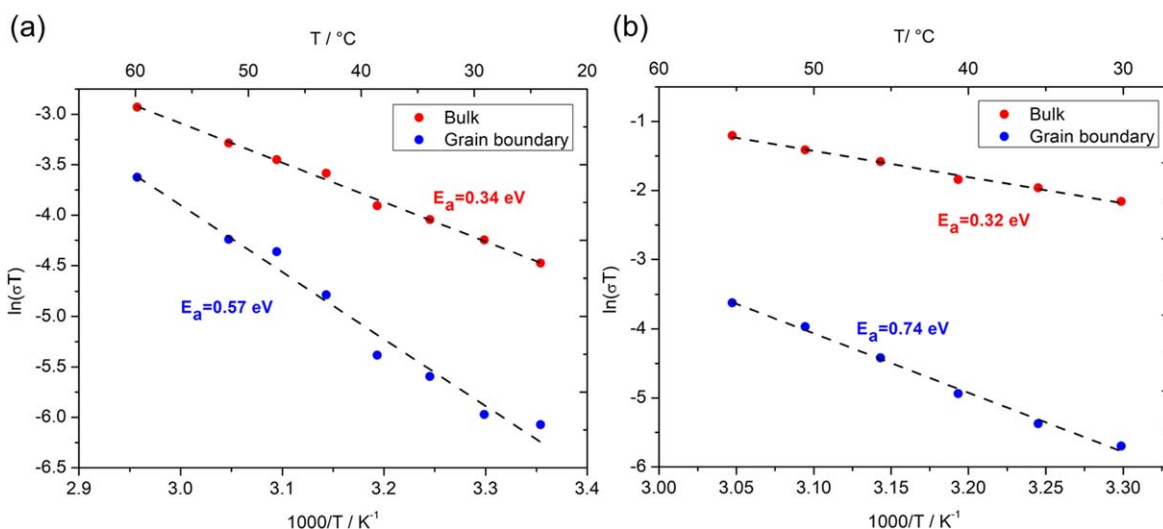 (a)
T / °C
60 50 40 30 20
Bulk
Grain boundary
-3.0
-3.5
-4.0
-4.5
-5.0
-5.5
-6.0
-6.5
ln(σT)
Ea=0.34 eV
Ea=0.57 eV
2.9 3.0 3.1 3.2 3.3 3.4
1000/T / K-1
(b)
T/ °C
60 50 40 30
Bulk
Grain boundary
-1
-2
-3
-4
-5
-6
ln(σT)
Ea=0.32 eV
Ea=0.74 eV
3.00 3.05 3.10 3.15 3.20 3.25 3.30
1000/T / K-1